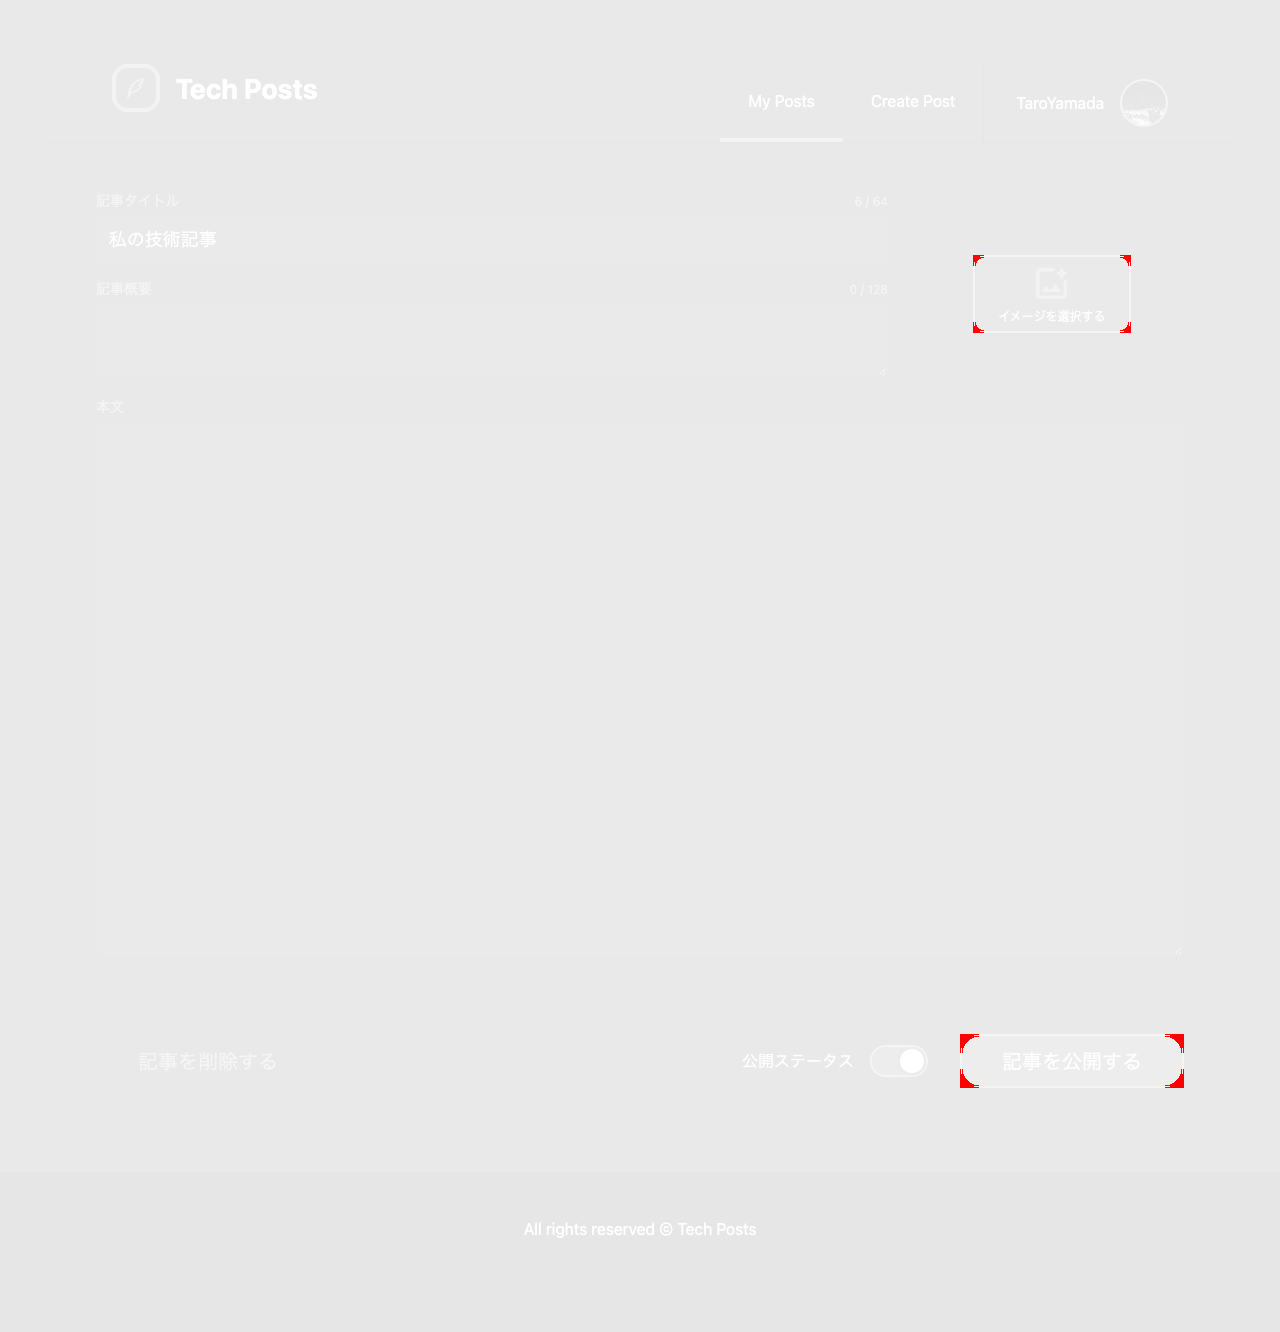 Tech Posts
My Posts
Create Post
TaroYamada
記事タイトル
6 / 64
私の技術記事
記事概要
0 / 128
イメージを選択する
本文
記事を削除する
公開ステータス
記事を公開する
All rights reserved © Tech Posts